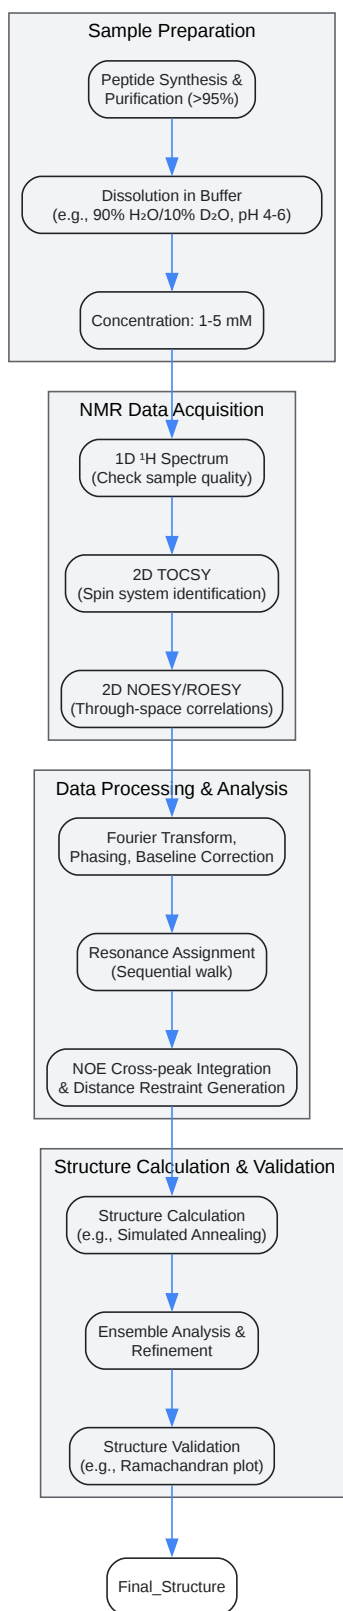 Sample Preparation
Peptide Synthesis &
Purification (>95%)
Dissolution in Buffer
(e.g., 90% H₂O/10% D₂O, pH 4-6)
Concentration: 1-5 mM
NMR Data Acquisition
1D ¹H Spectrum
(Check sample quality)
2D TOCSY
(Spin system identification)
2D NOESY/ROESY
(Through-space correlations)
Data Processing & Analysis
Fourier Transform,
Phasing, Baseline Correction
Resonance Assignment
(Sequential walk)
NOE Cross-peak Integration
& Distance Restraint Generation
Structure Calculation & Validation
Structure Calculation
(e.g., Simulated Annealing)
Ensemble Analysis &
Refinement
Structure Validation
(e.g., Ramachandran plot)
Final_Structure